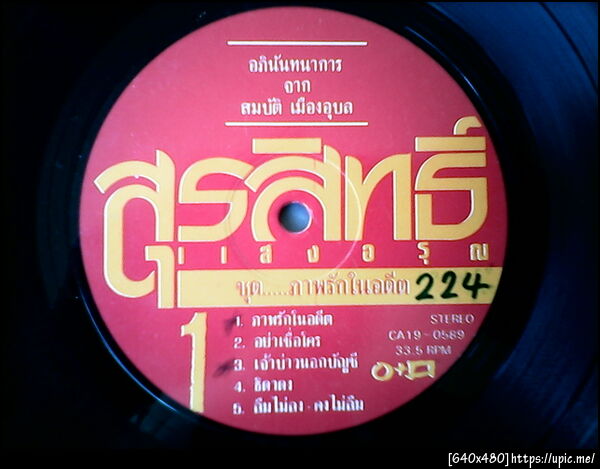 อภินันทนาการ
จาก
สมบัติ เมืองอุบล
สุรสิทธิ์
แสงอรุณ
ชุด.....ภาพรักในอดีต 224
1
1. ภาพรักในอดีต
2. อย่าเชื่อใคร
3. เจ้าบ่าวนอกบัญชี
4. ธิดาดง
5. ลืมไม่ลง - คงไม่ลืม
STEREO
CA19-0589
33.5 RPM
[640x480]https://upic.me/